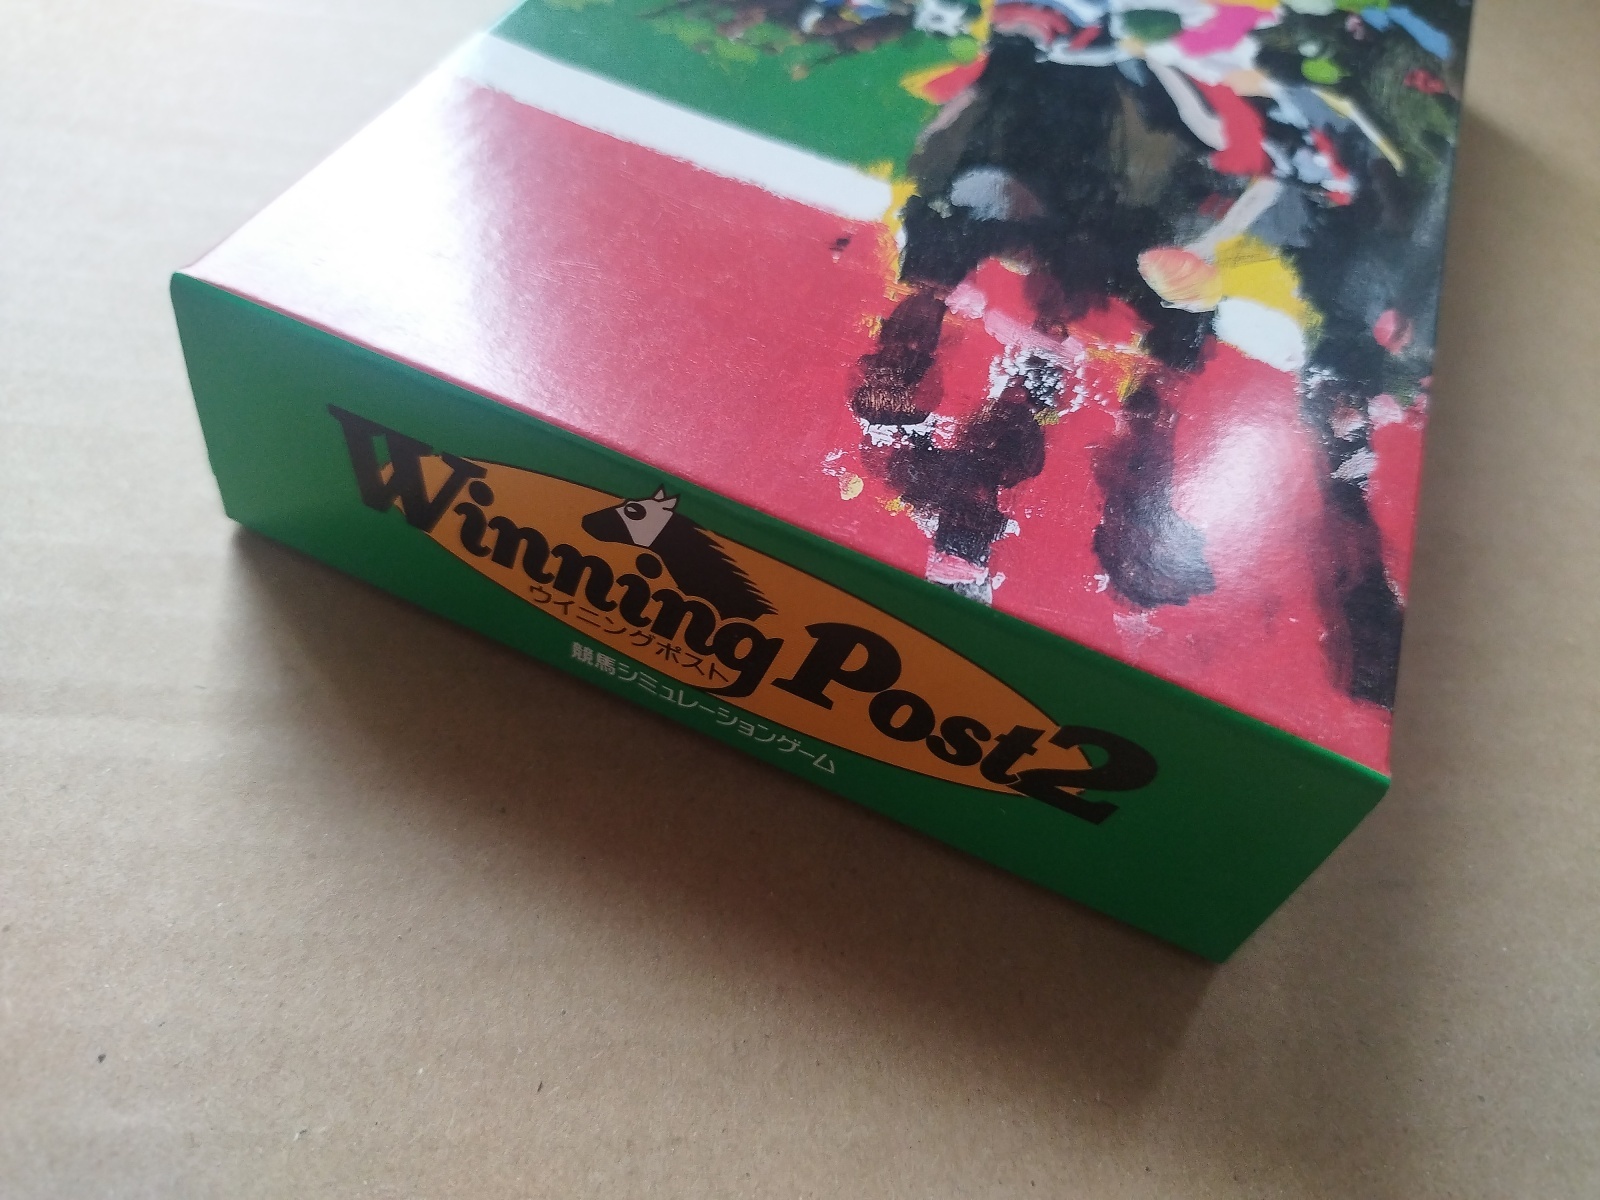 Winning Post2
ウイニングポスト
競馬シミュレーションゲーム